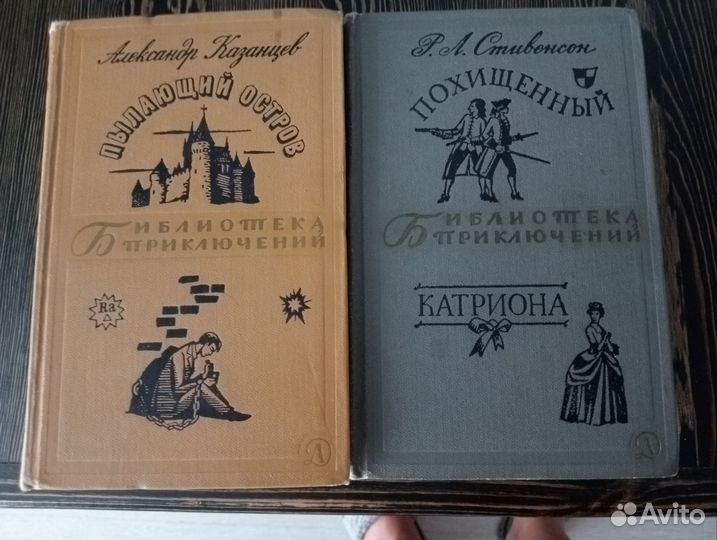 Александр Казанцев
ПЫЛАЮЩИЙ ОСТРОВ
БИБЛИОТЕКА
ПРИКЛЮЧЕНИЙ
Ra
Д
Р. Л. Стивенсон
ПОХИЩЕННЫЙ
БИБЛИОТЕКА
ПРИКЛЮЧЕНИЙ
КАТРИОНА
Д
Avito